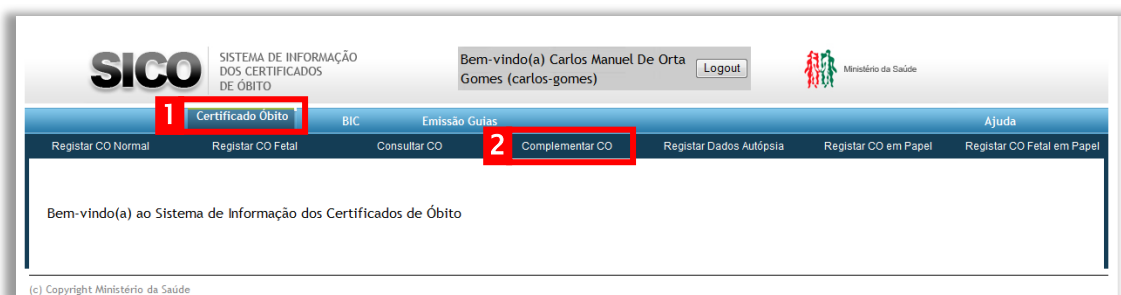 SICO
SISTEMA DE INFORMAÇÃO
DOS CERTIFICADOS
DE ÓBITO
Bem-vindo(a) Carlos Manuel De Orta
Gomes (carlos-gomes)
Logout
Ministério da Saúde
1
Certificado Óbito BIC Emissão Guias Ajuda
Registar CO Normal Registar CO Fetal Consultar CO 2 Complementar CO Registar Dados Autópsia Registar CO em Papel Registar CO Fetal em Papel
Bem-vindo(a) ao Sistema de Informação dos Certificados de Óbito
(c) Copyright Ministério da Saúde